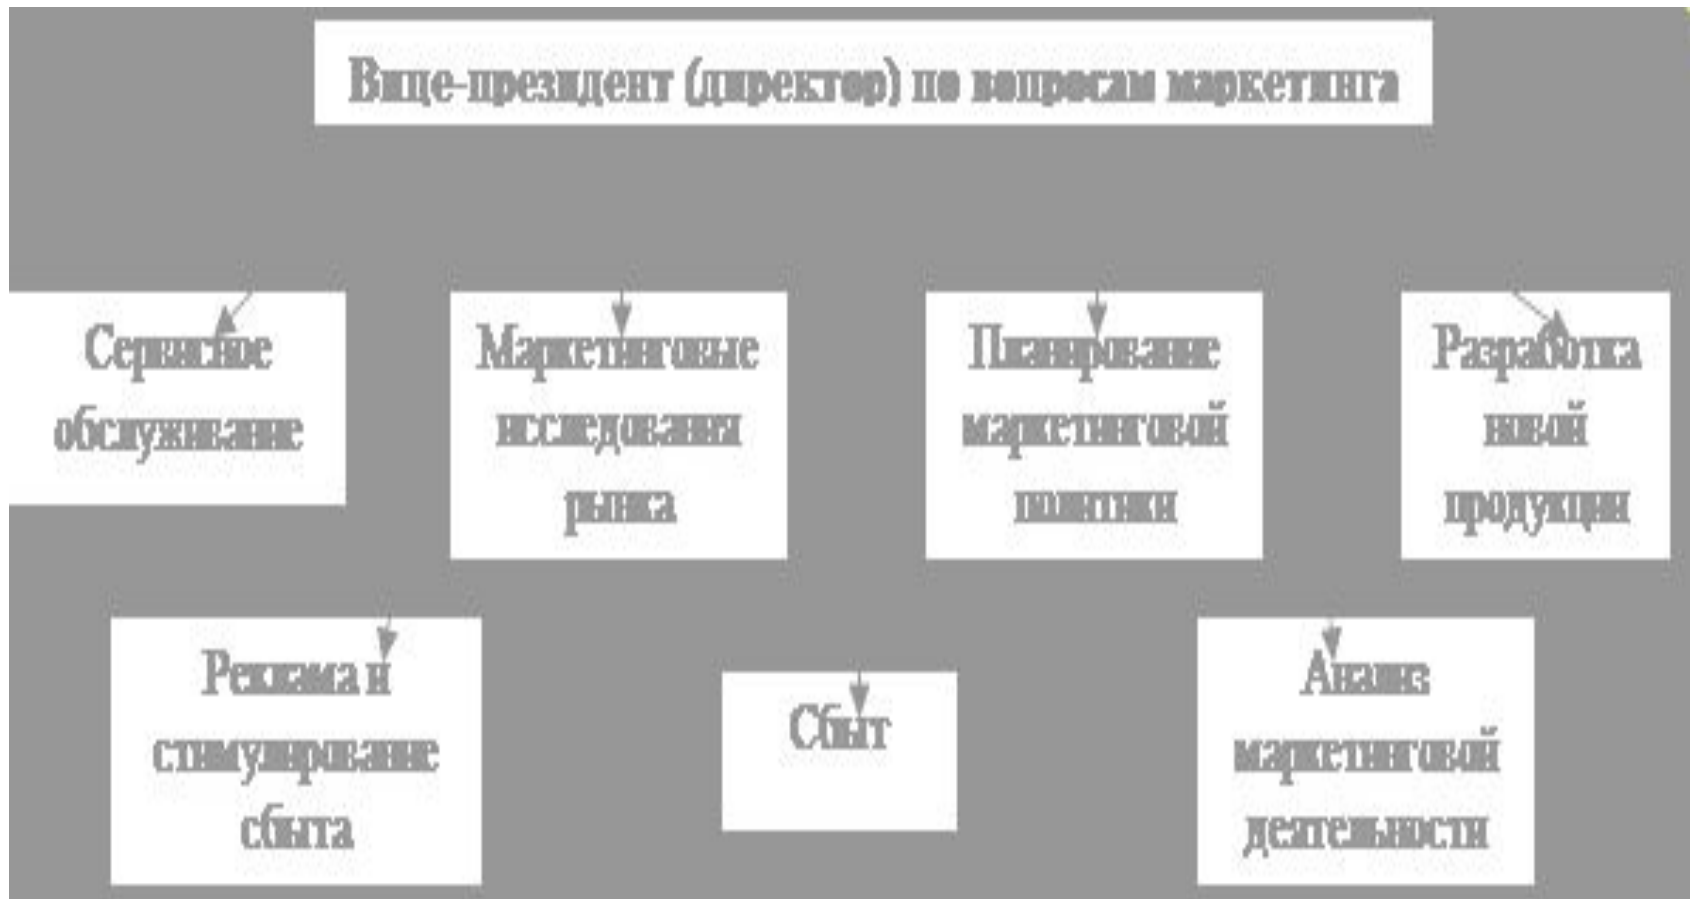 Вице-президент (директор) по вопросам маркетинга
Сервисное
обслуживание
Маркетинговые
исследования
рынка
Планирование
маркетинговой
политики
Разработка
новой
продукции
Реклама и
стимулирование
сбыта
Сбыт
Анализ
маркетинговой
деятельности